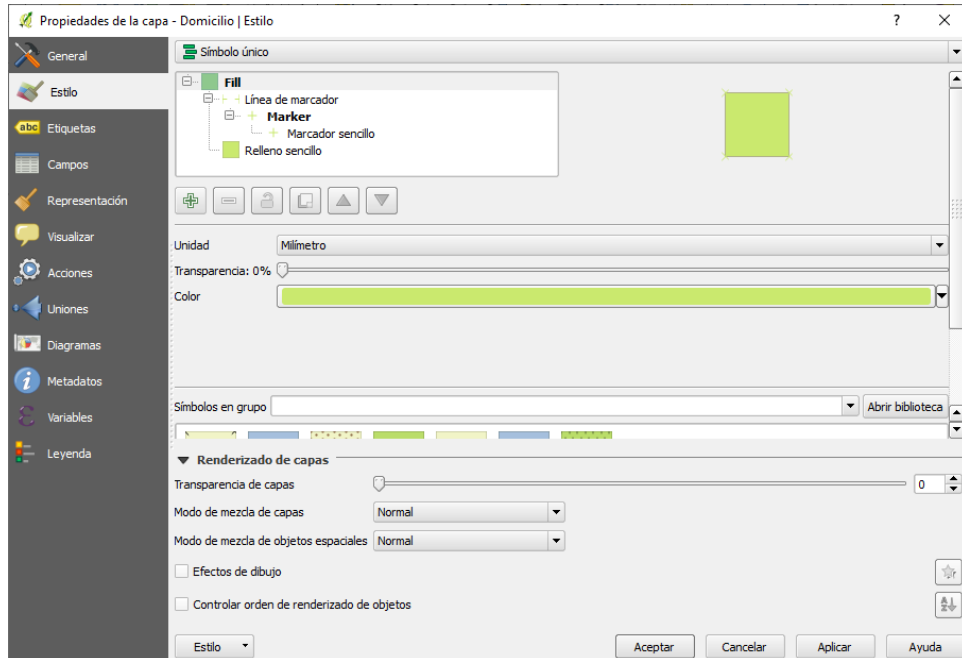 Propiedades de la capa - Domicilio | Estilo
?
General
Estilo
abc Etiquetas
Campos
Representación
Visualizar
Acciones
Uniones
Diagramas
Metadatos
Variables
Leyenda
Símbolo único
Fill
Línea de marcador
Marker
Marcador sencillo
Relleno sencillo
Unidad Milímetro
Transparencia: 0%
Color
Símbolos en grupo Abrir biblioteca
Renderizado de capas
Transparencia de capas 0
Modo de mezcla de capas Normal
Modo de mezcla de objetos espaciales Normal
Efectos de dibujo
Controlar orden de renderizado de objetos
Estilo Aceptar Cancelar Aplicar Ayuda